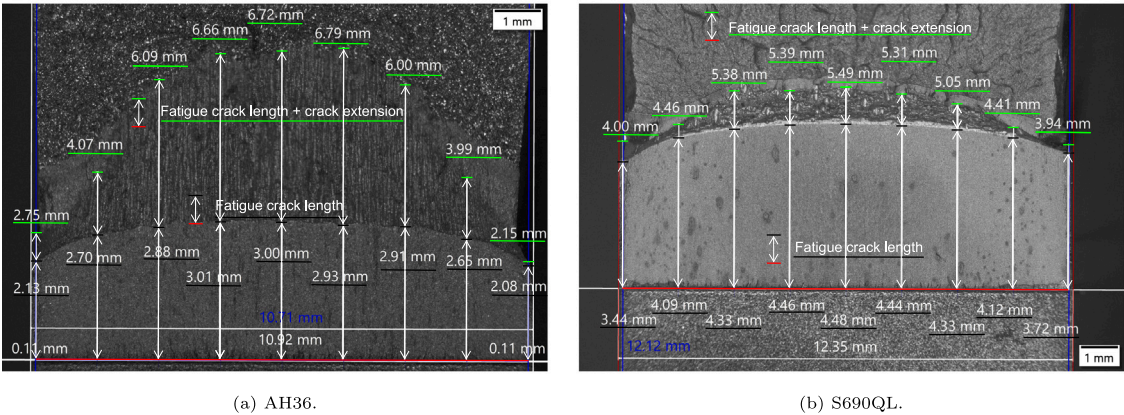 6.72 mm
1 mm
6.66 mm
6.79 mm
6.09 mm
6.00 mm
Fatigue crack length + crack extension
4.07 mm
3.99 mm
Fatigue crack length
2.75 mm
2.15 mm
2.70 mm
2.88 mm
3.01 mm
3.00 mm
2.93 mm
2.91 mm
2.65 mm
2.13 mm
2.08 mm
10.71 mm
10.92 mm
0.11 mm
0.11 mm
(a) AH36.
Fatigue crack length + crack extension
5.39 mm
5.31 mm
5.38 mm
5.49 mm
5.05 mm
4.46 mm
4.41 mm
4.00 mm
3.94 mm
Fatigue crack length
4.09 mm
4.46 mm
4.44 mm
4.12 mm
3.44 mm
4.33 mm
4.48 mm
4.33 mm
3.72 mm
12.12 mm
12.35 mm
1 mm
(b) S690QL.